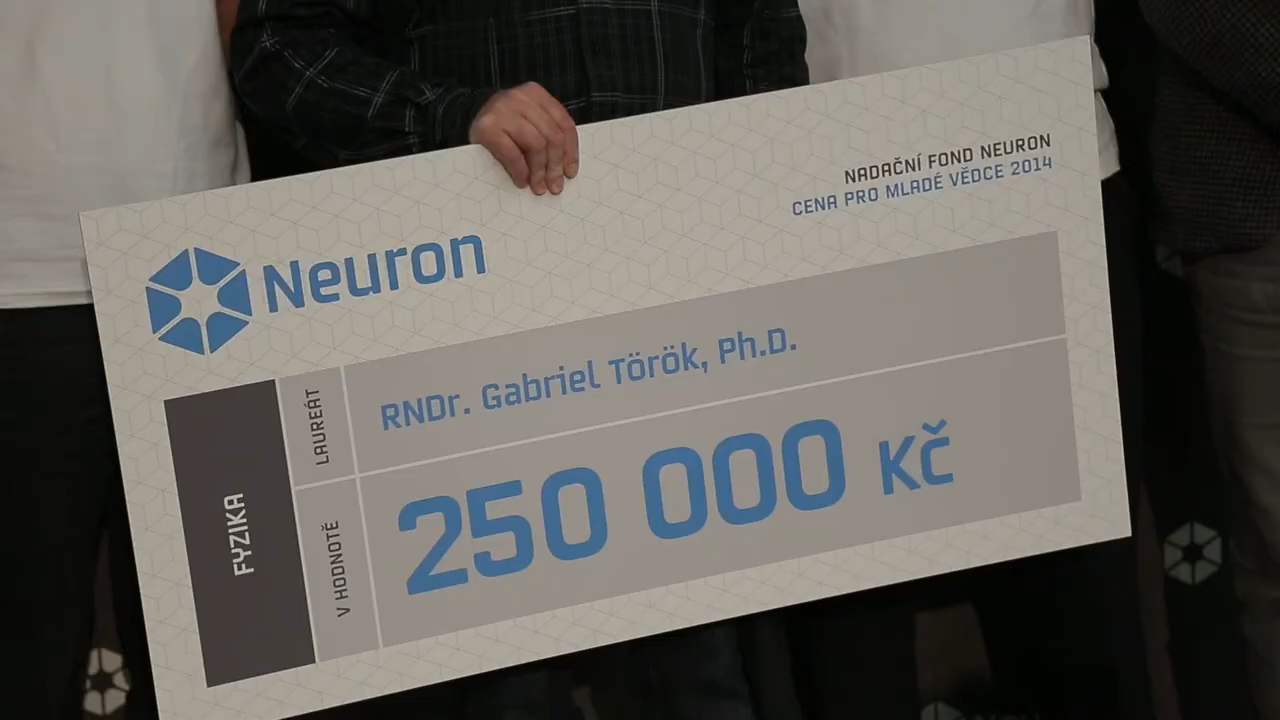 NADAČNÍ FOND NEURON
CENA PRO MLADÉ VĚDCE 2014
Neuron
FYZIKA
LAUREÁT
RNDr. Gabriel Török, Ph.D.
V HODNOTĚ
250 000 KČ